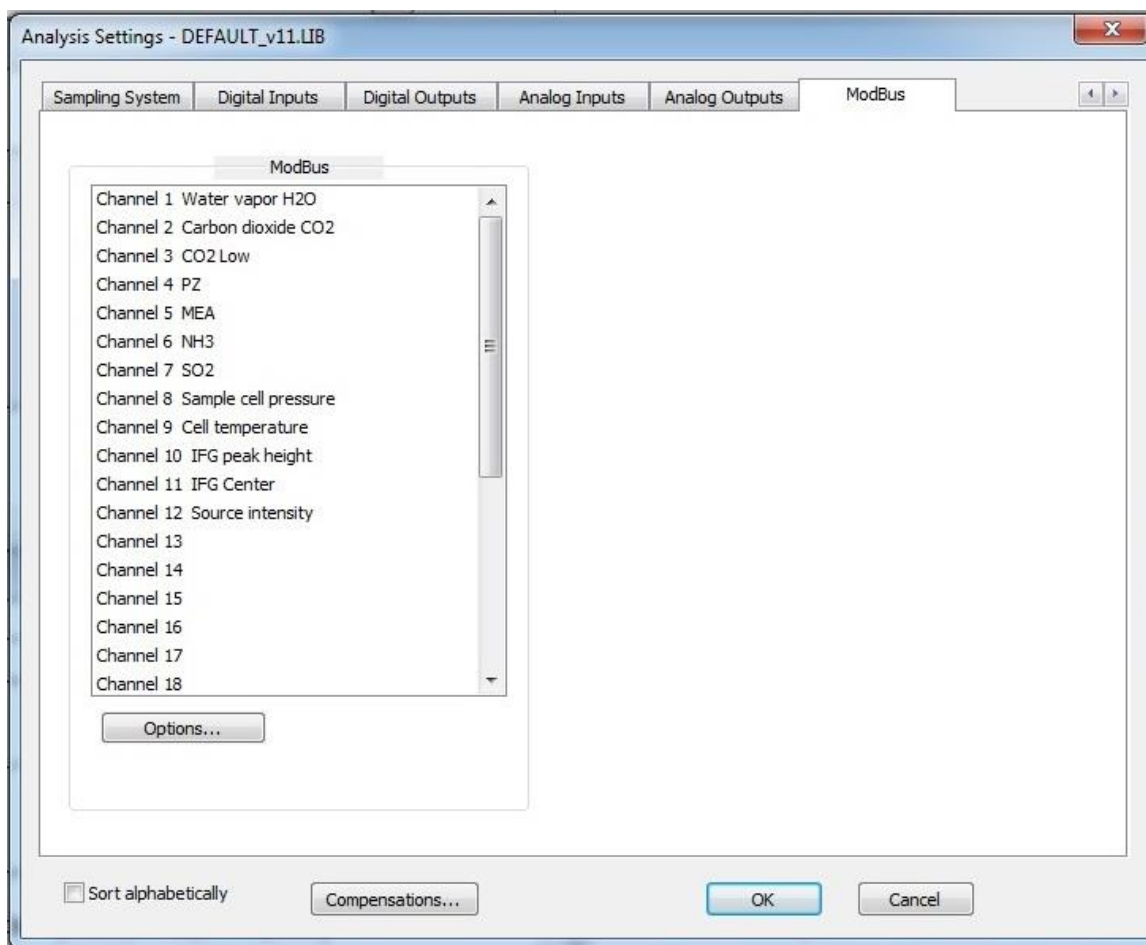 Analysis Settings - DEFAULT_v11.LIB
X
Sampling System Digital Inputs Digital Outputs Analog Inputs Analog Outputs ModBus
ModBus
Channel 1 Water vapor H2O
Channel 2 Carbon dioxide CO2
Channel 3 CO2 Low
Channel 4 PZ
Channel 5 MEA
Channel 6 NH3
Channel 7 SO2
Channel 8 Sample cell pressure
Channel 9 Cell temperature
Channel 10 IFG peak height
Channel 11 IFG Center
Channel 12 Source intensity
Channel 13
Channel 14
Channel 15
Channel 16
Channel 17
Channel 18
Options...
Sort alphabetically Compensations... OK Cancel